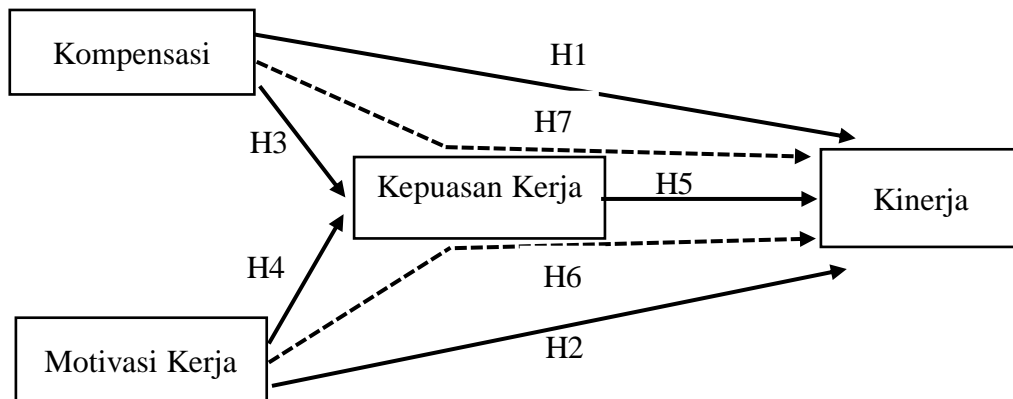 Kompensasi
H1
H7
H3
Kepuasan Kerja
H5
Kinerja
H4
H6
Motivasi Kerja
H2